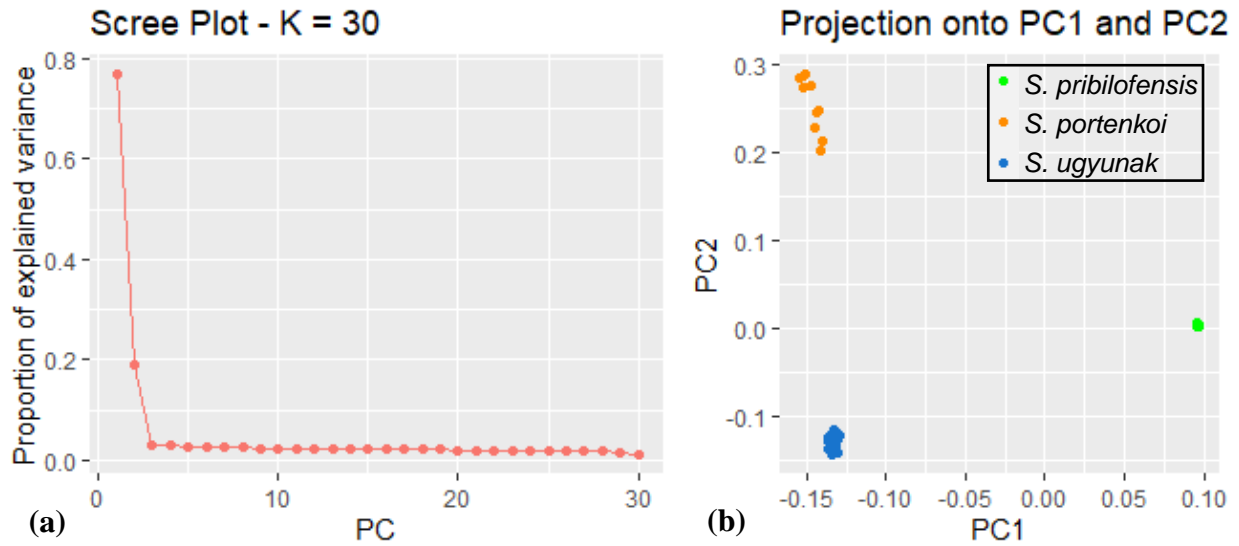 Scree Plot - K = 30
Proportion of explained variance
0.8
0.6
0.4
0.2
0.0
0
10
20
30
PC
(a)
Projection onto PC1 and PC2
PC2
0.3
0.2
0.1
0.0
-0.1
S. pribilofensis
S. portenkoi
S. ugyunak
-0.15
-0.10
-0.05
0.00
0.05
0.10
PC1
(b)